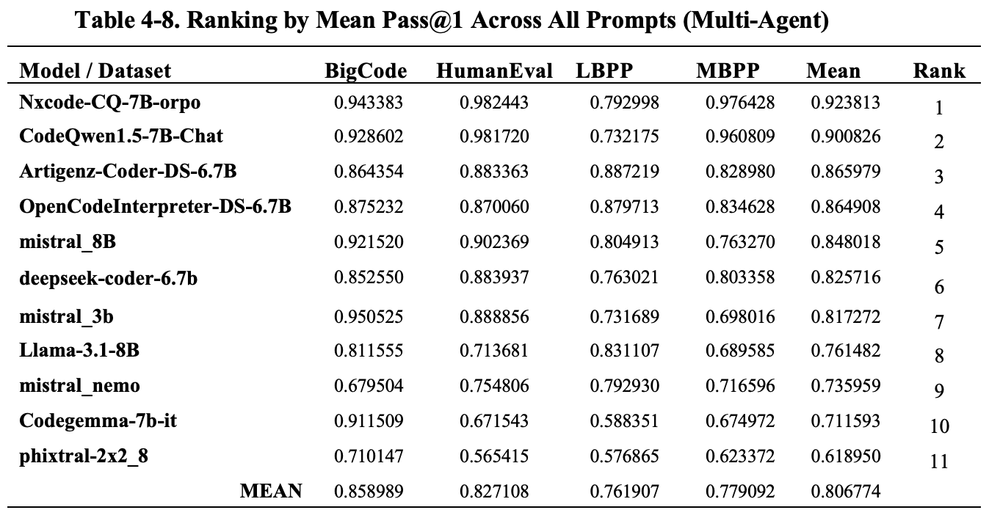 Table 4-8. Ranking by Mean Pass@1 Across All Prompts (Multi-Agent)
Model / Dataset BigCode HumanEval LBPP MBPP Mean Rank
Nxcode-CQ-7B-orpo 0.943383 0.982443 0.792998 0.976428 0.923813 1
CodeQwen1.5-7B-Chat 0.928602 0.981720 0.732175 0.960809 0.900826 2
Artigenz-Coder-DS-6.7B 0.864354 0.883363 0.887219 0.828980 0.865979 3
OpenCodeInterpreter-DS-6.7B 0.875232 0.870060 0.879713 0.834628 0.864908 4
mistral_8B 0.921520 0.902369 0.804913 0.763270 0.848018 5
deepseek-coder-6.7b 0.852550 0.883937 0.763021 0.803358 0.825716 6
mistral_3b 0.950525 0.888856 0.731689 0.698016 0.817272 7
Llama-3.1-8B 0.811555 0.713681 0.831107 0.689585 0.761482 8
mistral_nemo 0.679504 0.754806 0.792930 0.716596 0.735959 9
Codegemma-7b-it 0.911509 0.671543 0.588351 0.674972 0.711593 10
phixtral-2x2_8 0.710147 0.565415 0.576865 0.623372 0.618950 11
MEAN 0.858989 0.827108 0.761907 0.779092 0.806774